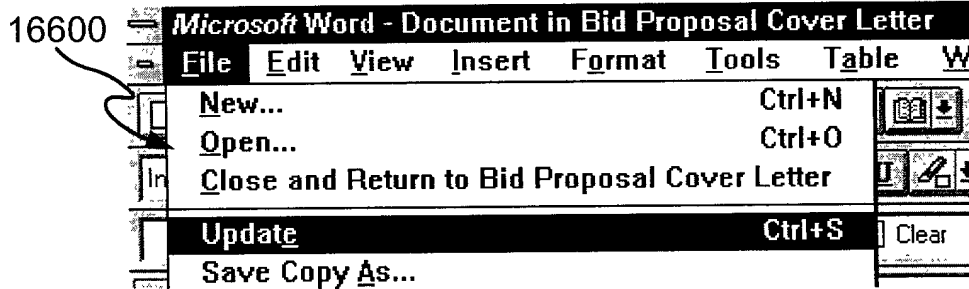 16600
Microsoft Word - Document in Bid Proposal Cover Letter
File Edit View Insert Format Tools Table W
New... Ctrl+N
Open... Ctrl+O
In
Close and Return to Bid Proposal Cover Letter
U
Update Ctrl+S
Clear
Save Copy As...